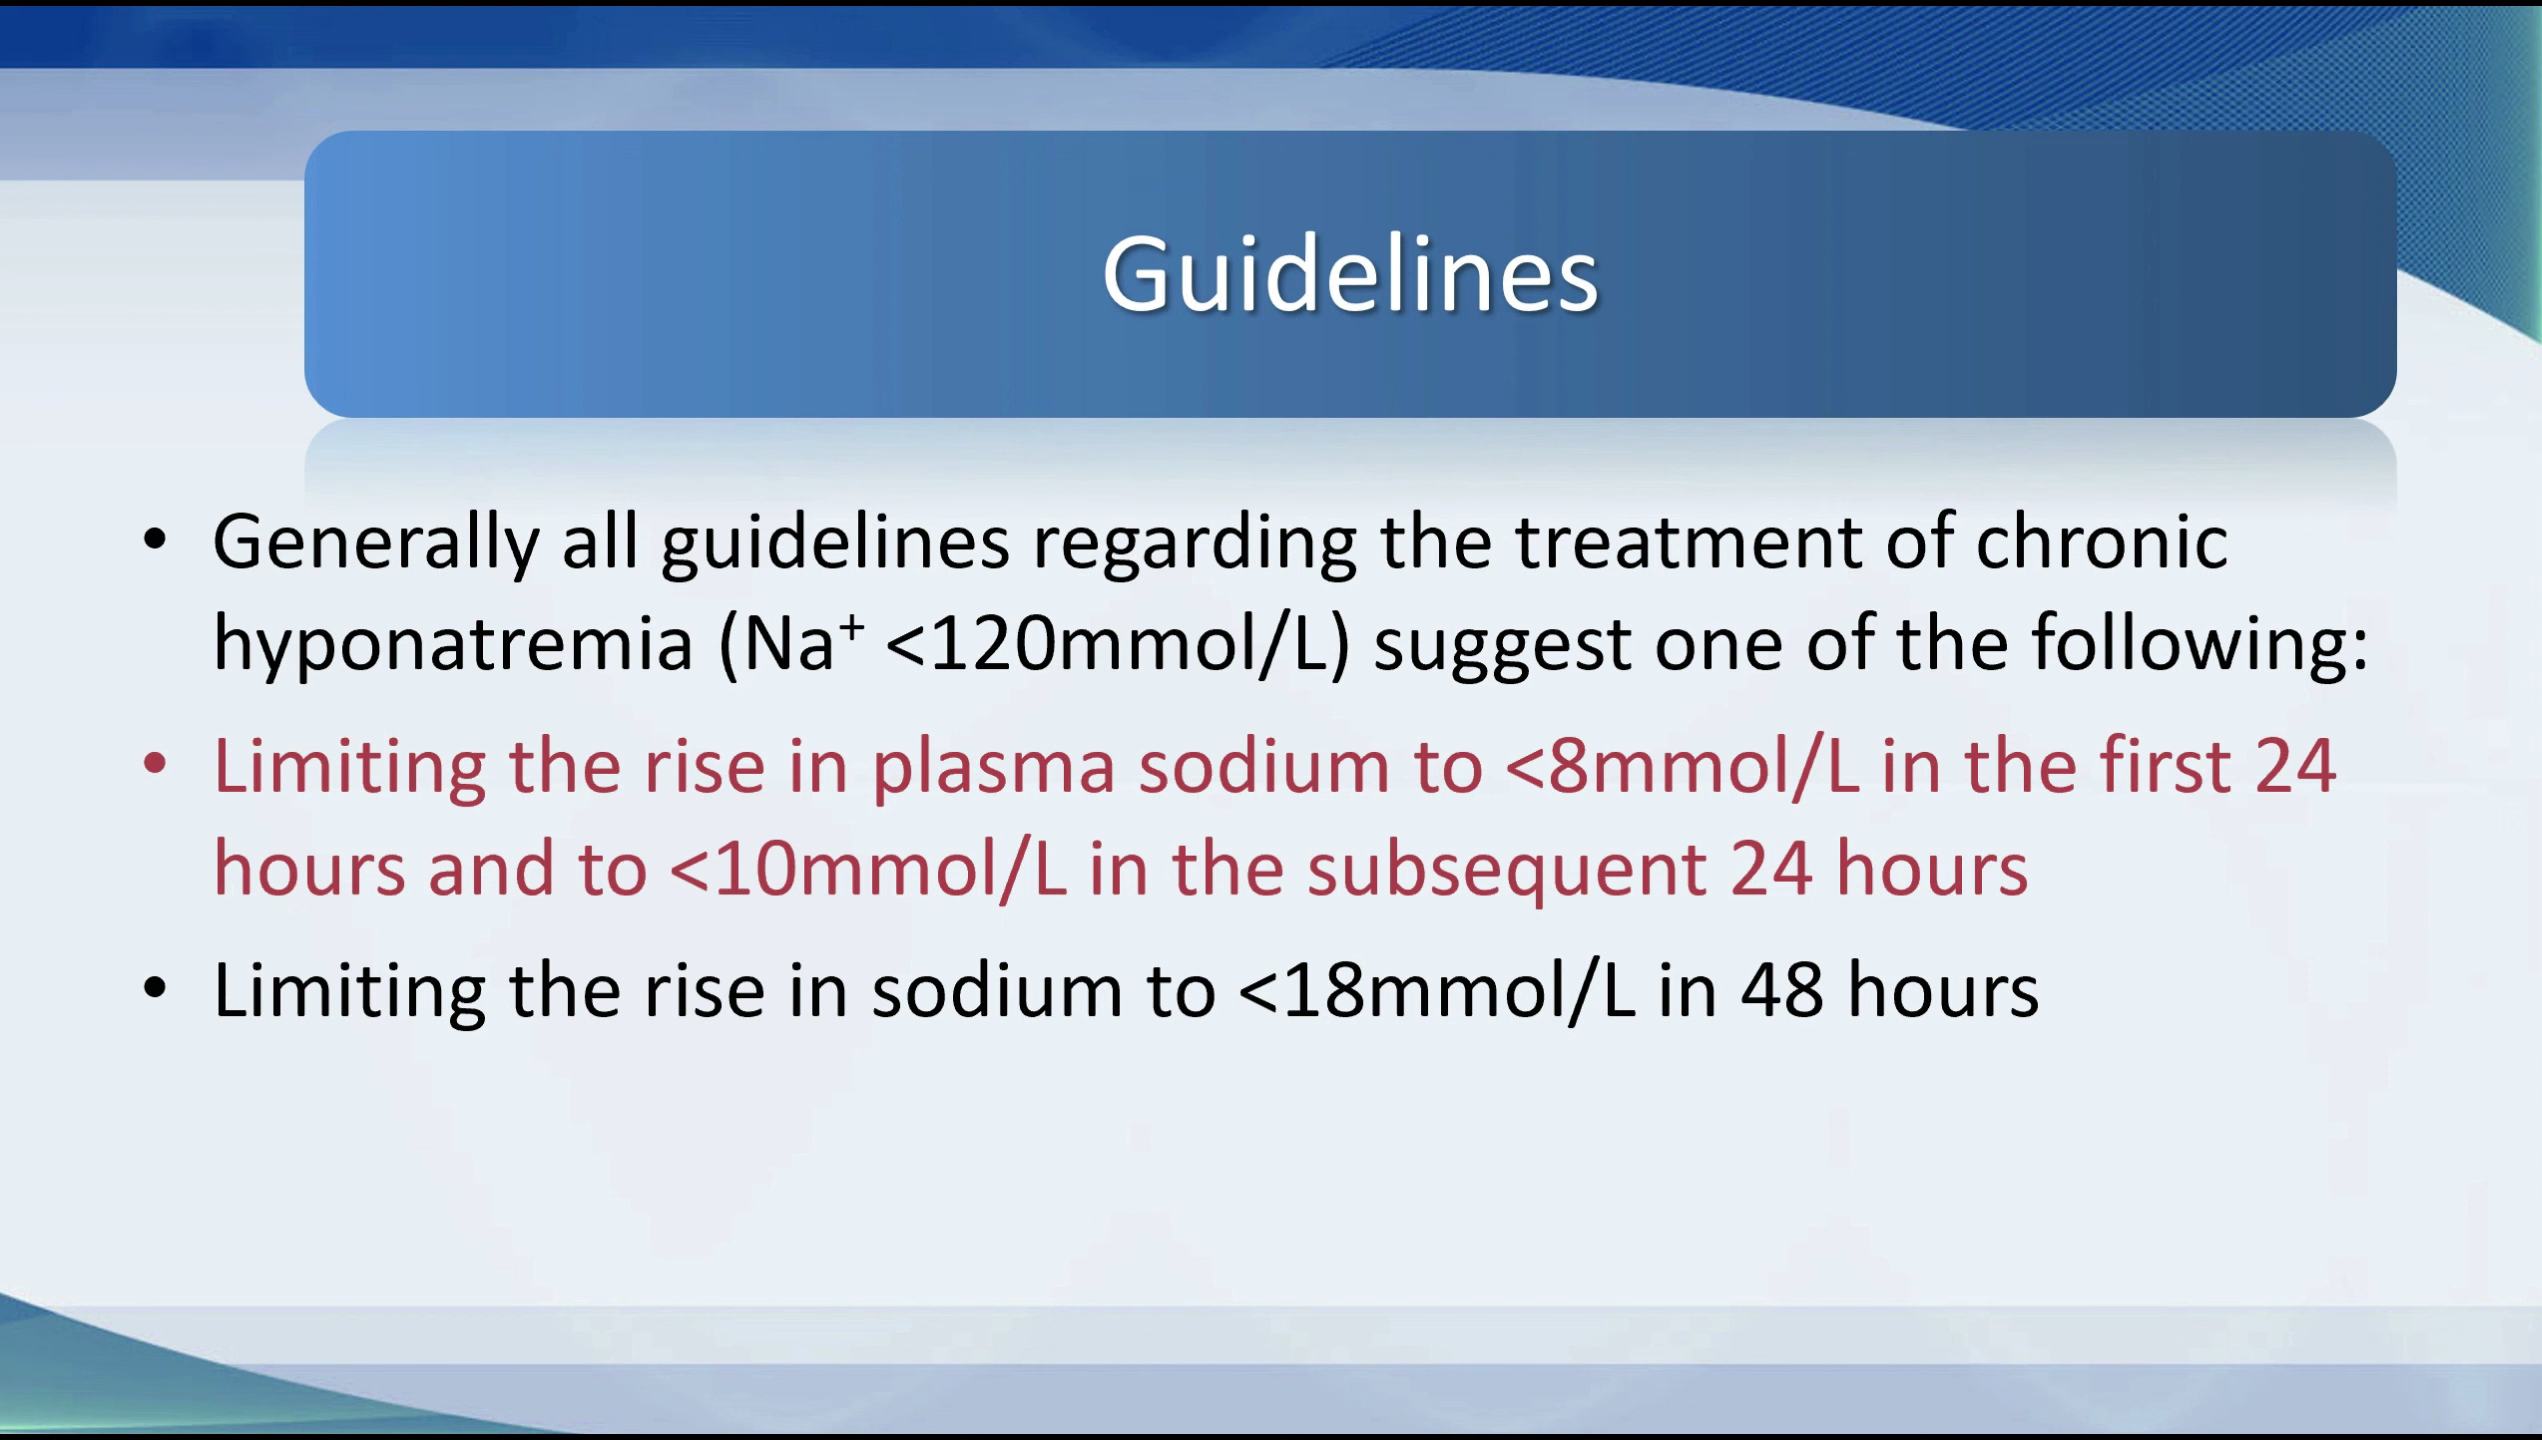 Guidelines
• Generally all guidelines regarding the treatment of chronic
hyponatremia (Na⁺ <120mmol/L) suggest one of the following:
• Limiting the rise in plasma sodium to <8mmol/L in the first 24
hours and to <10mmol/L in the subsequent 24 hours
• Limiting the rise in sodium to <18mmol/L in 48 hours